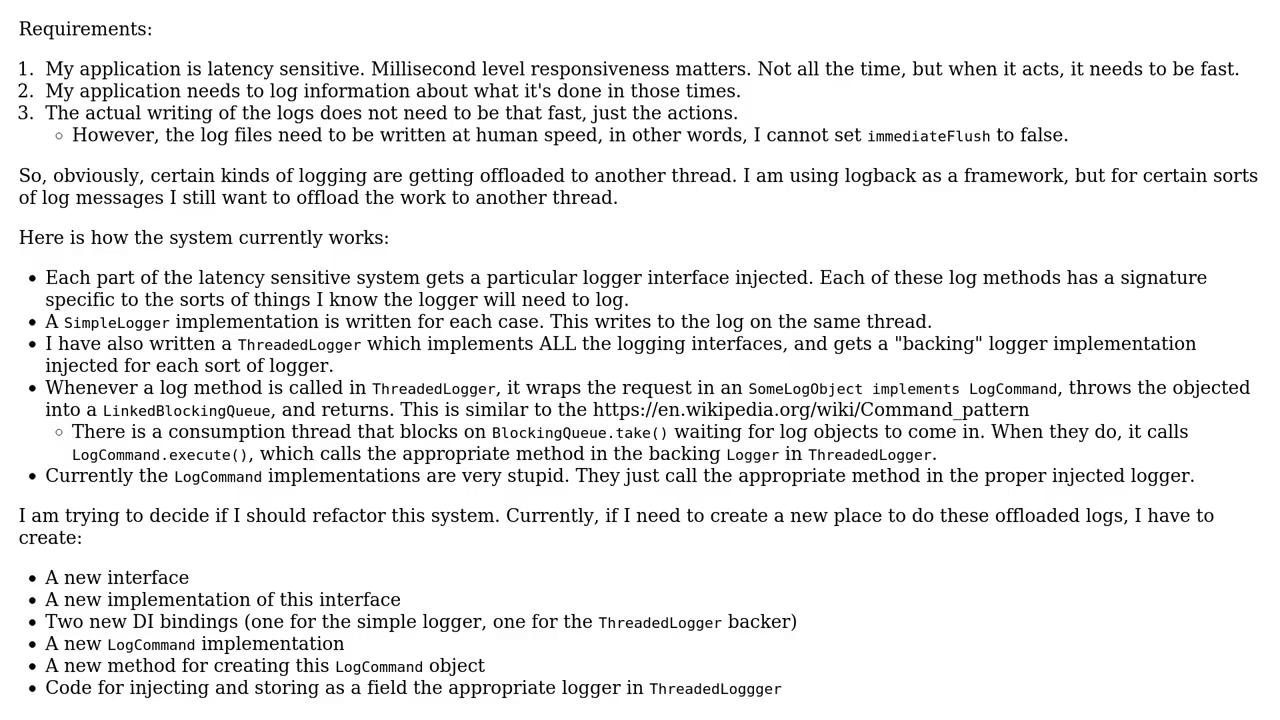 Requirements:
1. My application is latency sensitive. Millisecond level responsiveness matters. Not all the time, but when it acts, it needs to be fast.
2. My application needs to log information about what it's done in those times.
3. The actual writing of the logs does not need to be that fast, just the actions.
◦ However, the log files need to be written at human speed, in other words, I cannot set immediateFlush to false.
So, obviously, certain kinds of logging are getting offloaded to another thread. I am using logback as a framework, but for certain sorts
of log messages I still want to offload the work to another thread.
Here is how the system currently works:
• Each part of the latency sensitive system gets a particular logger interface injected. Each of these log methods has a signature
specific to the sorts of things I know the logger will need to log.
• A SimpleLogger implementation is written for each case. This writes to the log on the same thread.
• I have also written a ThreadedLogger which implements ALL the logging interfaces, and gets a "backing" logger implementation
injected for each sort of logger.
• Whenever a log method is called in ThreadedLogger, it wraps the request in an SomeLogObject implements LogCommand, throws the objected
into a LinkedBlockingQueue, and returns. This is similar to the https://en.wikipedia.org/wiki/Command_pattern
◦ There is a consumption thread that blocks on BlockingQueue.take() waiting for log objects to come in. When they do, it calls
LogCommand.execute(), which calls the appropriate method in the backing Logger in ThreadedLogger.
• Currently the LogCommand implementations are very stupid. They just call the appropriate method in the proper injected logger.
I am trying to decide if I should refactor this system. Currently, if I need to create a new place to do these offloaded logs, I have to
create:
• A new interface
• A new implementation of this interface
• Two new DI bindings (one for the simple logger, one for the ThreadedLogger backer)
• A new LogCommand implementation
• A new method for creating this LogCommand object
• Code for injecting and storing as a field the appropriate logger in ThreadedLoggger